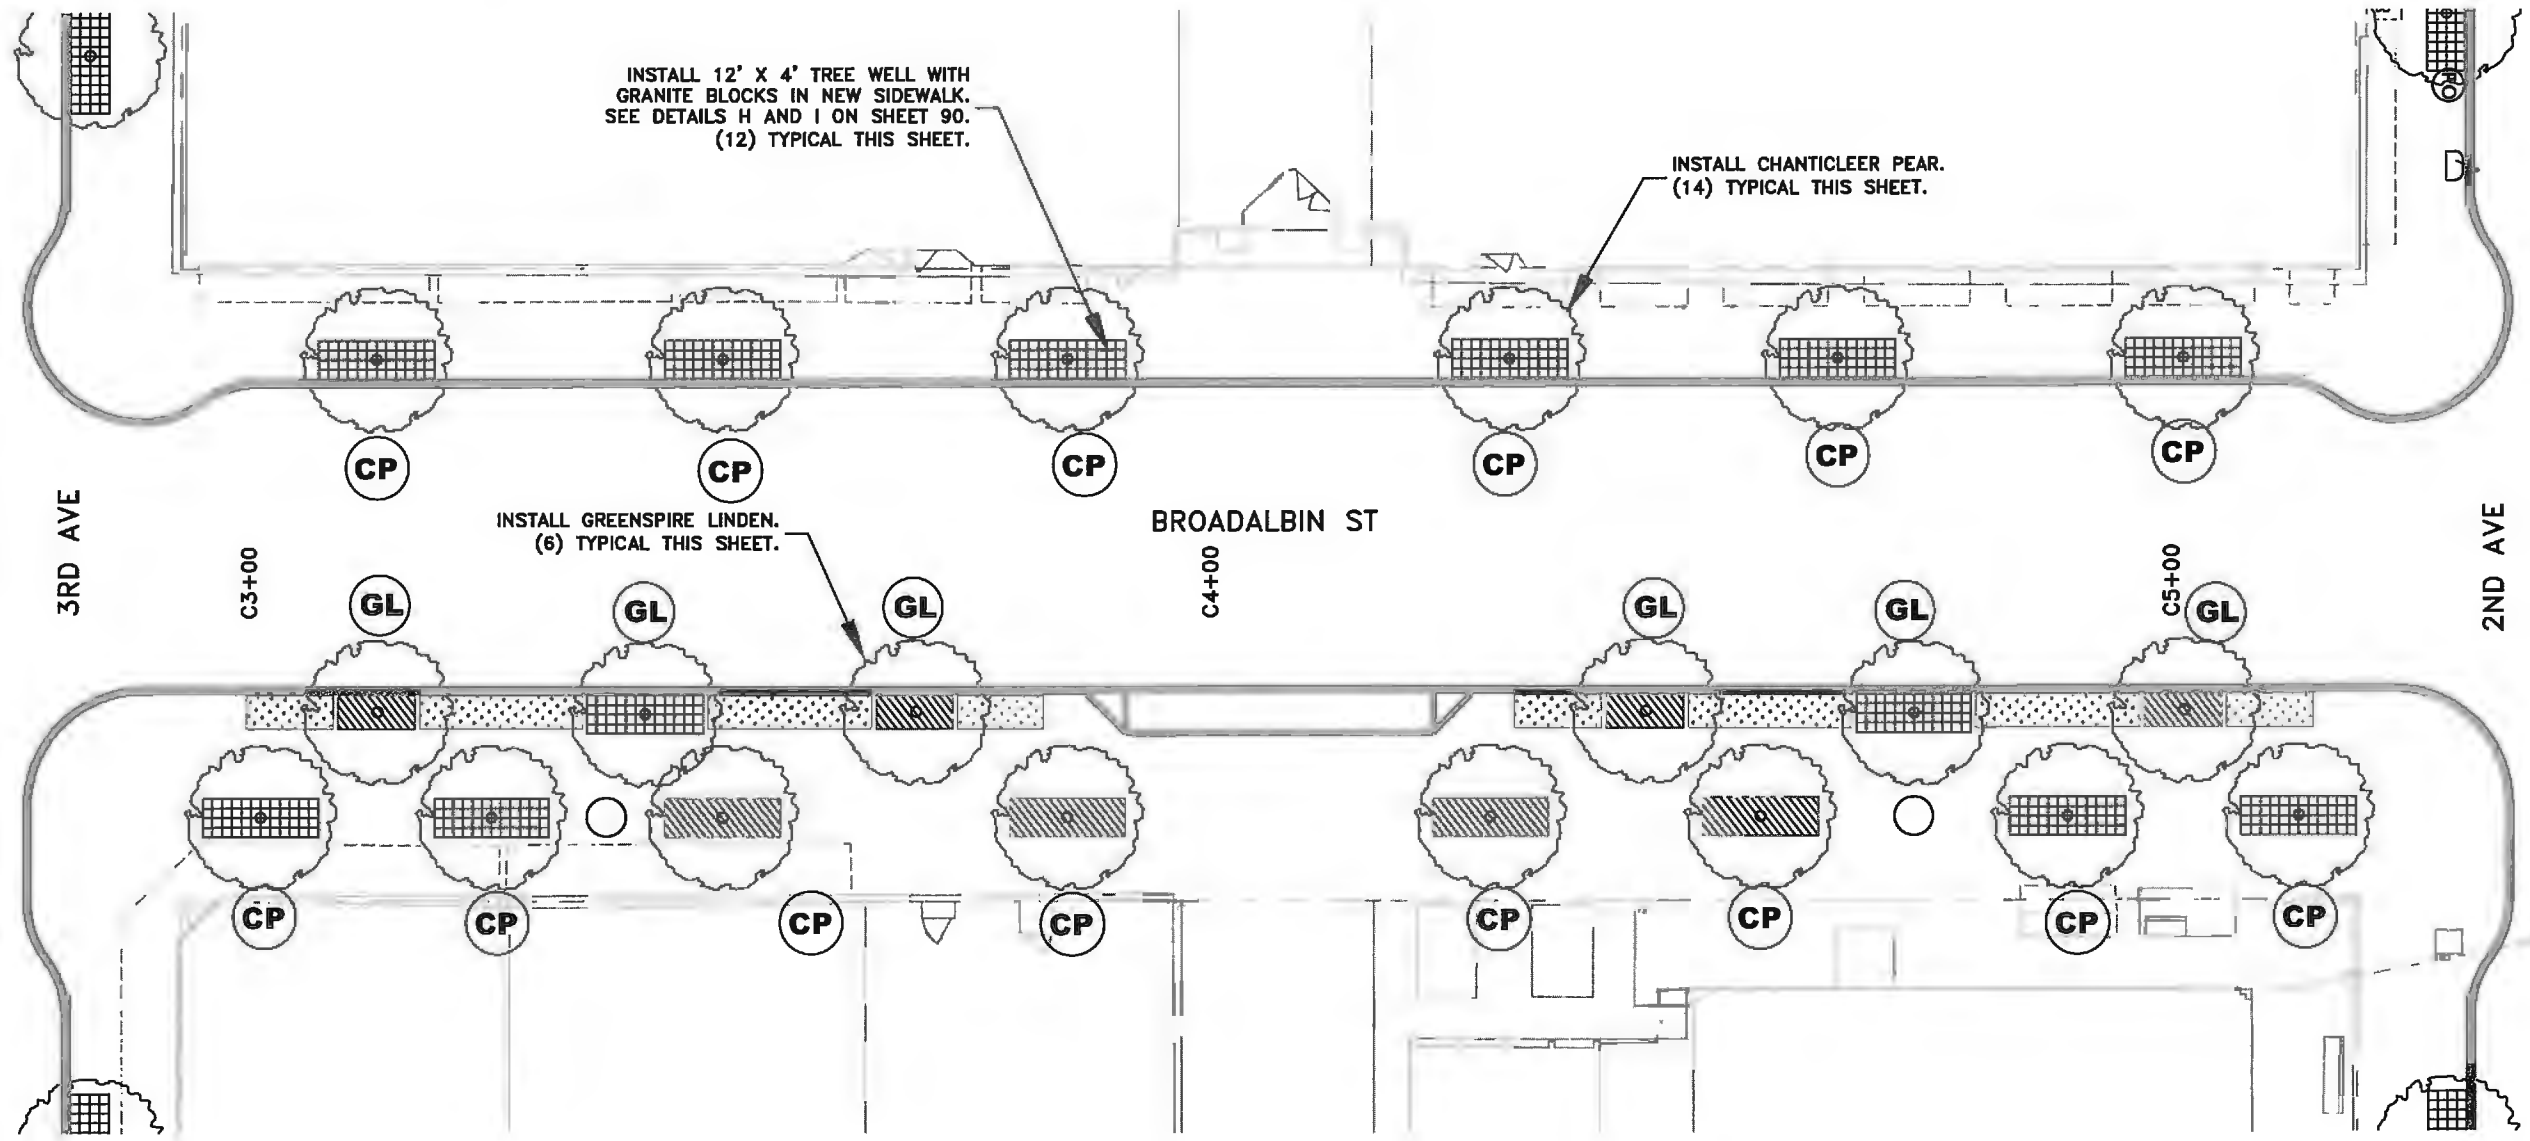 INSTALL 12' X 4' TREE WELL WITH
GRANITE BLOCKS IN NEW SIDEWALK.
SEE DETAILS H AND I ON SHEET 90.
(12) TYPICAL THIS SHEET.
INSTALL CHANTICLEER PEAR.
(14) TYPICAL THIS SHEET.
CP
CP
CP
CP
CP
CP
3RD AVE
INSTALL GREENSPIRE LINDEN.
(6) TYPICAL THIS SHEET.
BROADALBIN ST
2ND AVE
C3+00
C4+00
C5+00
GL
GL
GL
GL
GL
GL
CP
CP
CP
CP
CP
CP
CP
CP